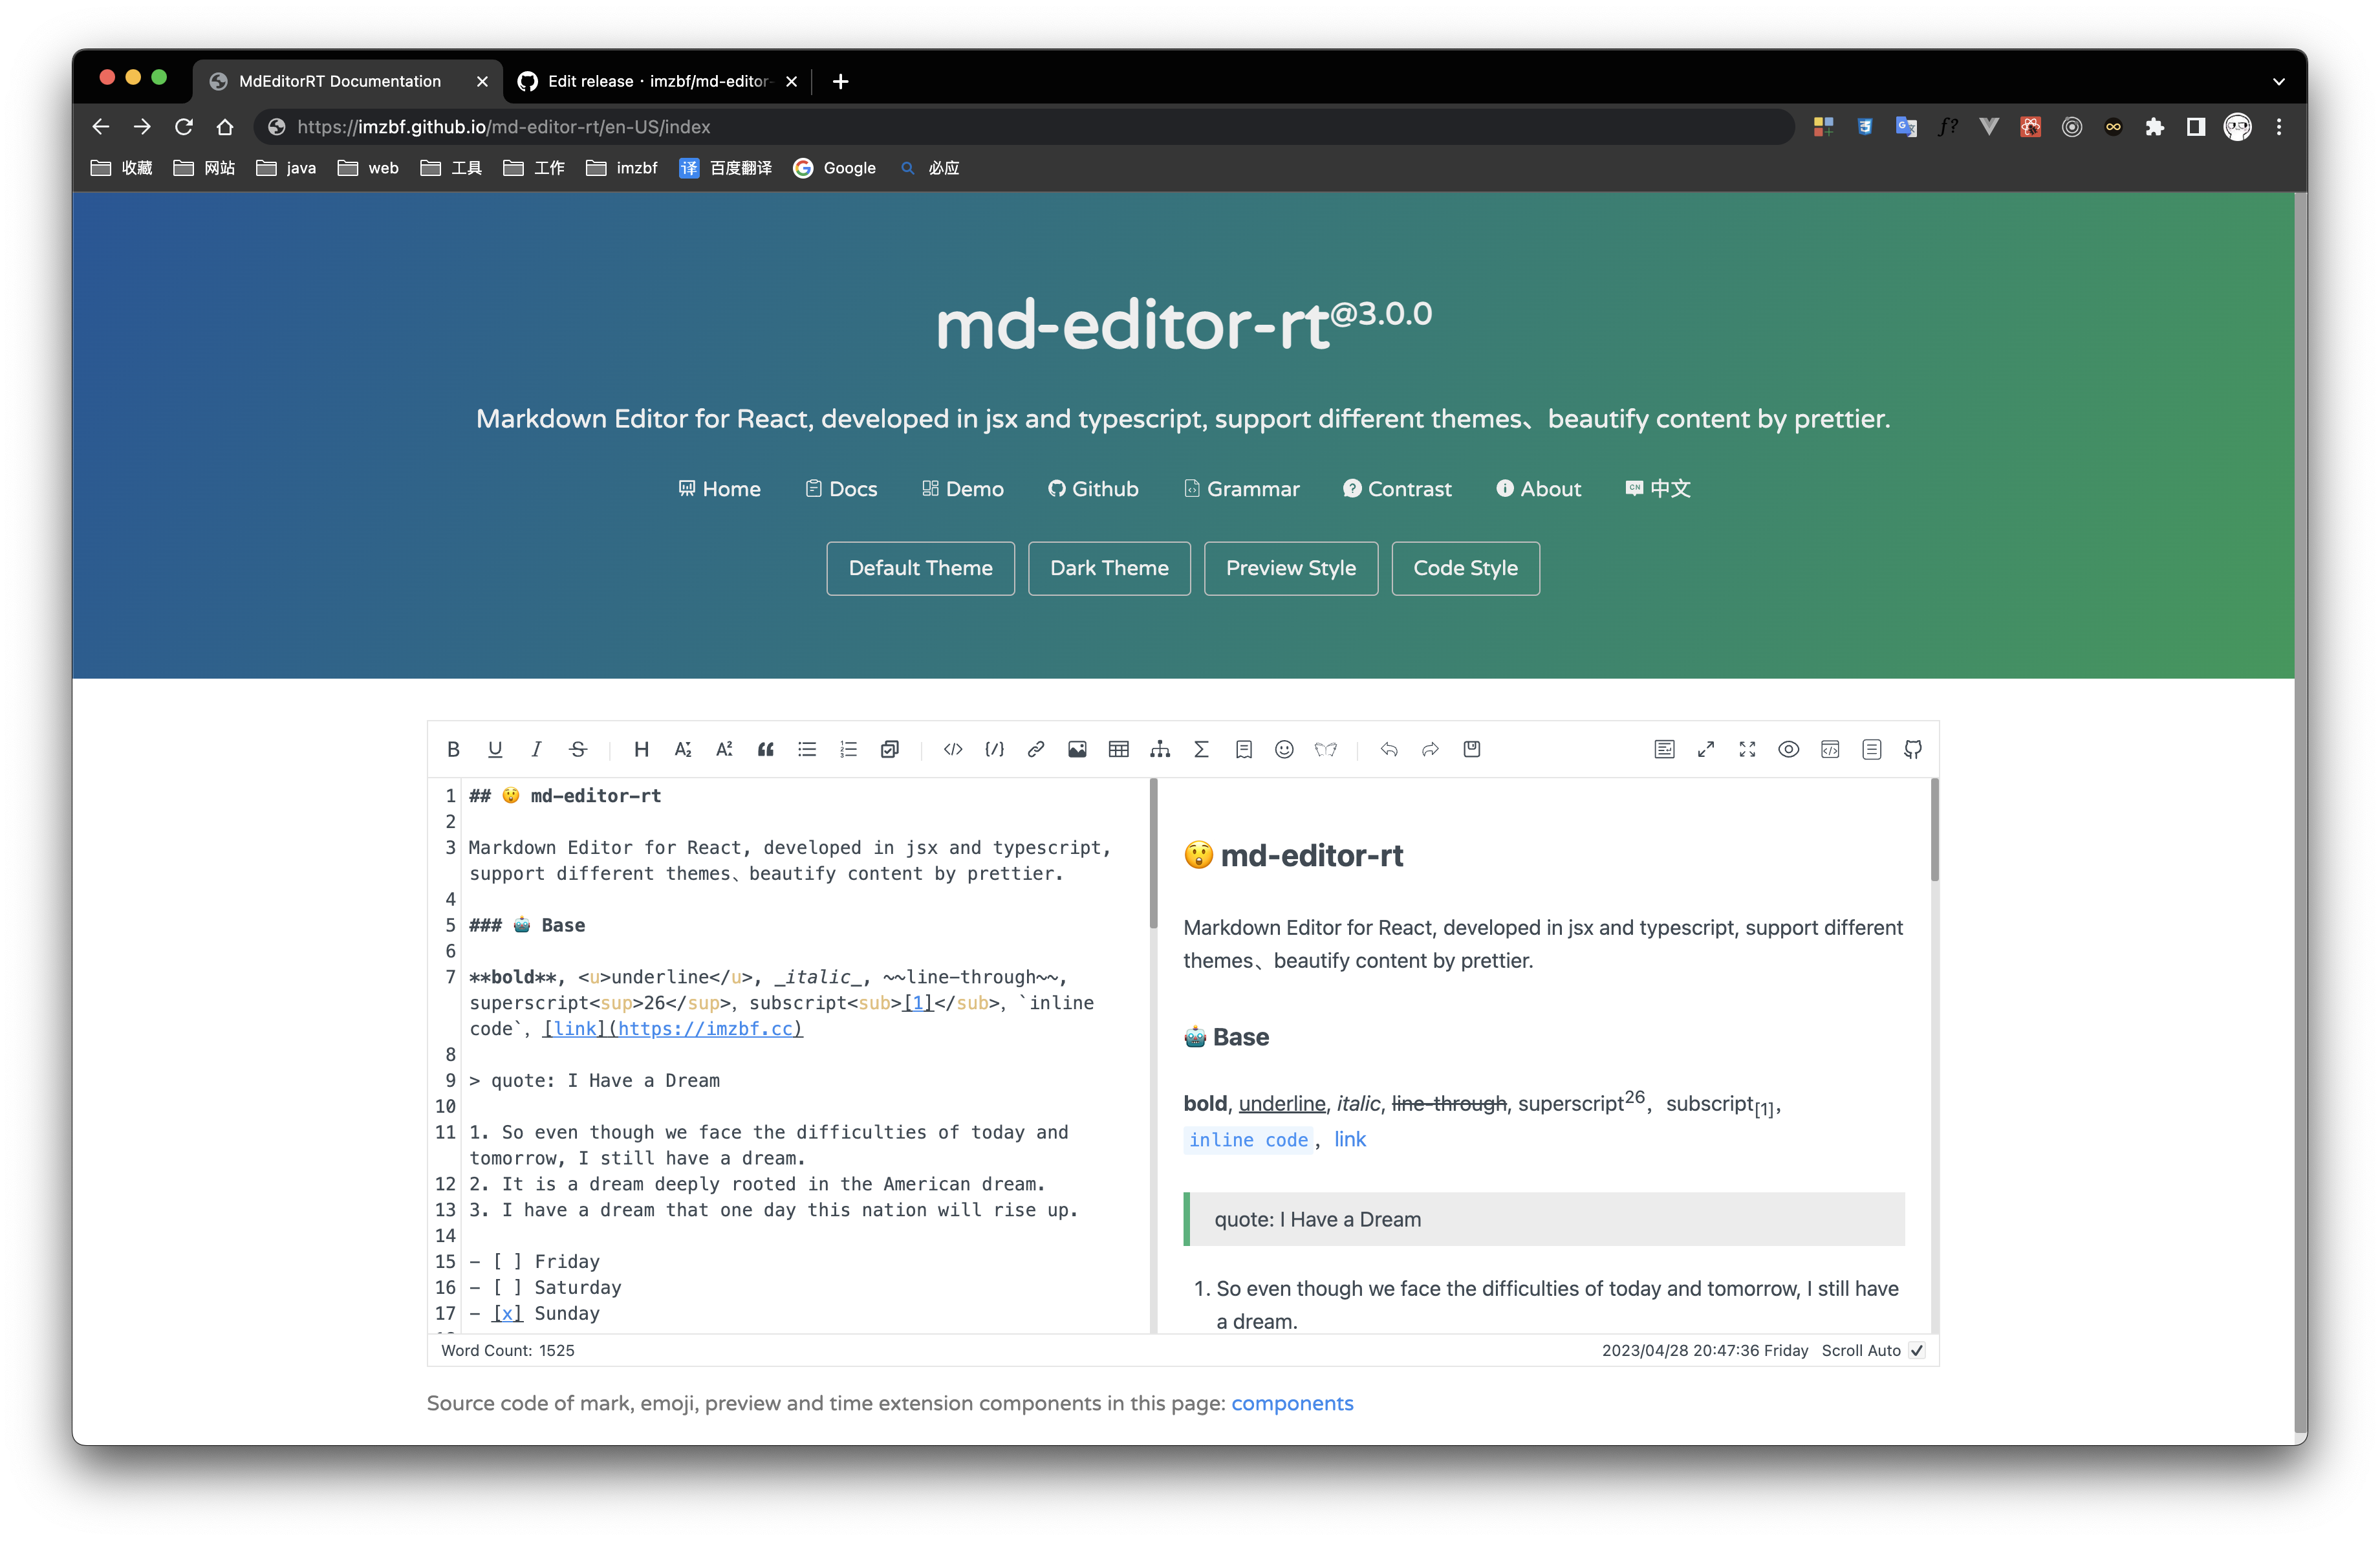 MdEditorRT Documentation
Edit release · imzbf/md-editor-
https://imzbf.github.io/md-editor-rt/en-US/index
收藏 网站 java web 工具 工作 imzbf 译 百度翻译 Google 必应
md-editor-rt@3.0.0
Markdown Editor for React, developed in jsx and typescript, support different themes、beautify content by prettier.
Home Docs Demo Github Grammar Contrast About 中文
Default Theme Dark Theme Preview Style Code Style
1 ## 😲 md-editor-rt
2
3 Markdown Editor for React, developed in jsx and typescript,
support different themes、beautify content by prettier.
4
5 ### 🤖 Base
6
7 **bold**, <u>underline</u>, _italic_, ~~line-through~~,
superscript<sup>26</sup>, subscript<sub>[1]</sub>, `inline
code`, [link](https://imzbf.cc)
8
9 > quote: I Have a Dream
10
11 1. So even though we face the difficulties of today and
tomorrow, I still have a dream.
12 2. It is a dream deeply rooted in the American dream.
13 3. I have a dream that one day this nation will rise up.
14
15 - [ ] Friday
16 - [ ] Saturday
17 - [x] Sunday
😲 md-editor-rt
Markdown Editor for React, developed in jsx and typescript, support different
themes、beautify content by prettier.
🤖 Base
bold, underline, italic, line-through, superscript26, subscript[1],
inline code, link
quote: I Have a Dream
1. So even though we face the difficulties of today and tomorrow, I still have
a dream.
Word Count: 1525
2023/04/28 20:47:36 Friday Scroll Auto
Source code of mark, emoji, preview and time extension components in this page: components